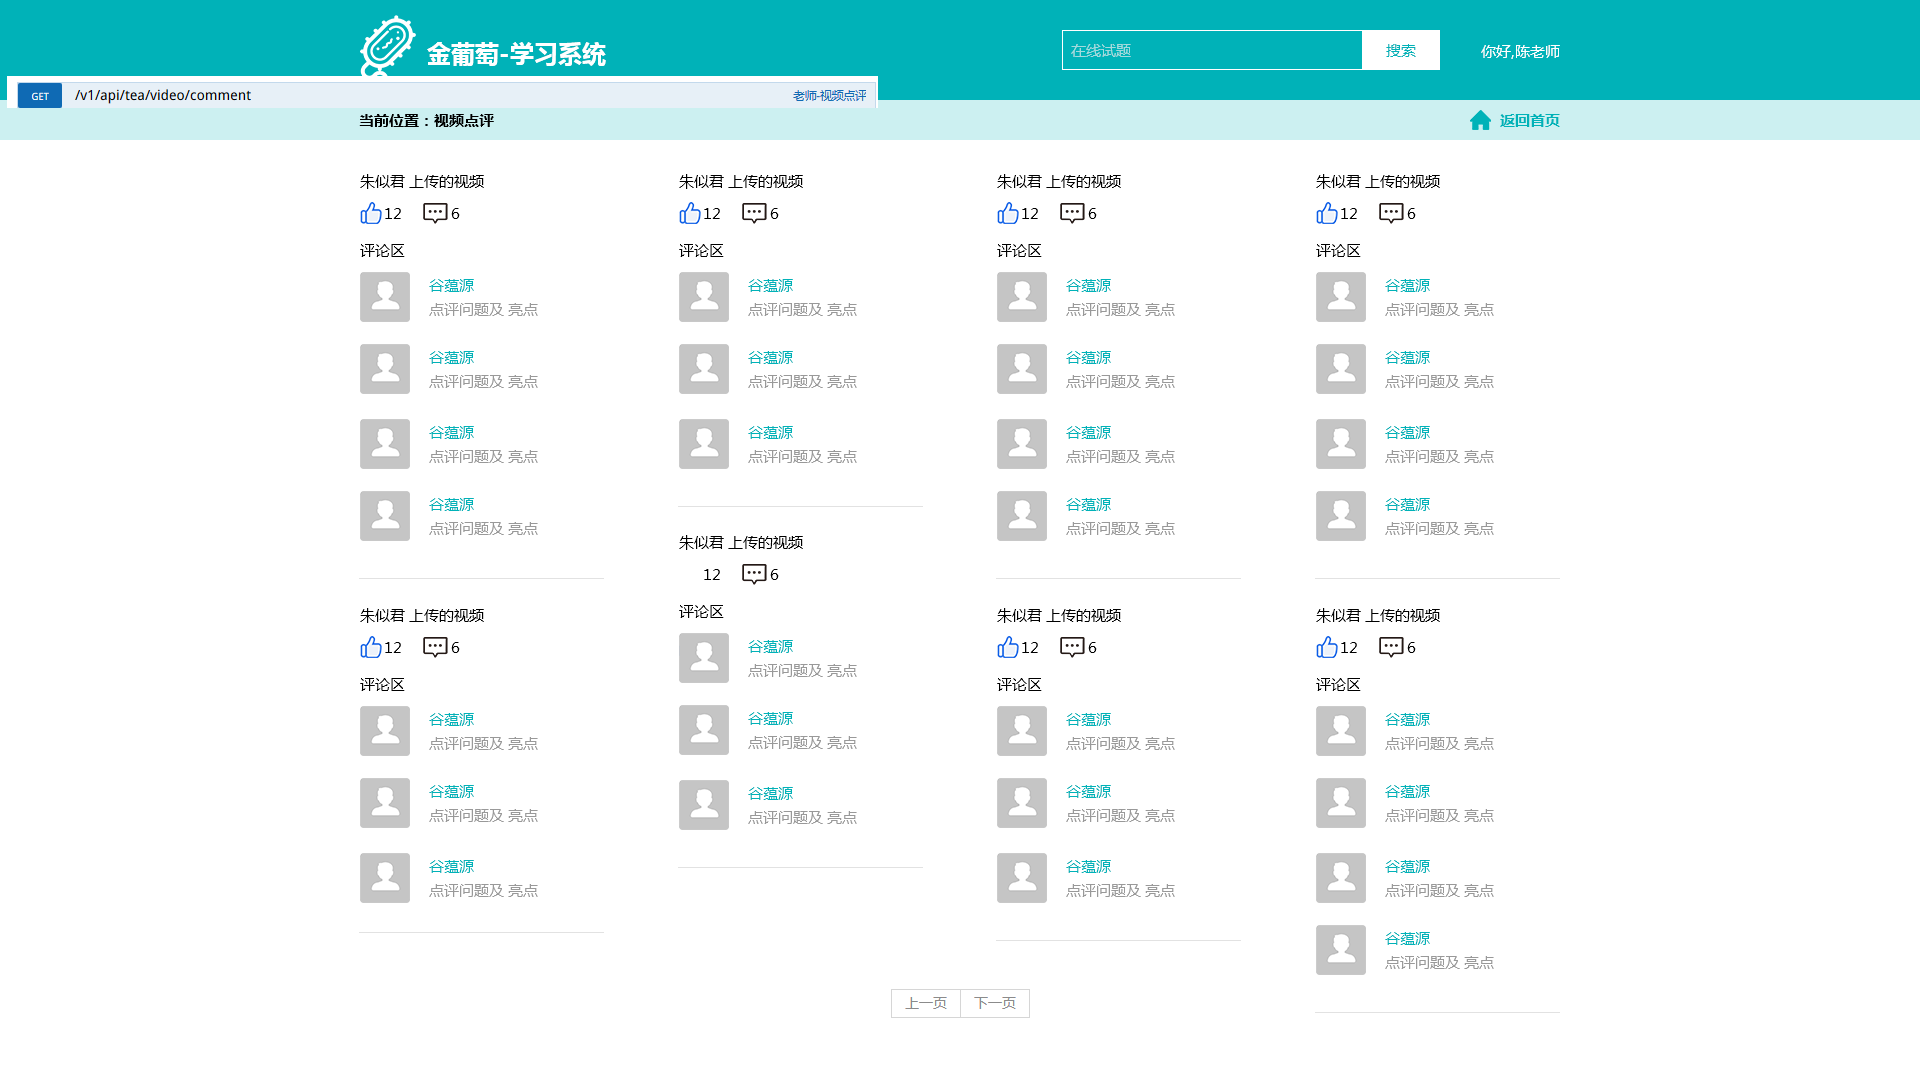 金葡萄-学习系统
在线试题
搜索
你好,陈老师
GET /v1/api/tea/video/comment 老师-视频点评
当前位置：视频点评
返回首页
朱似君 上传的视频
12 6
评论区
谷蕴源
点评问题及 亮点
谷蕴源
点评问题及 亮点
谷蕴源
点评问题及 亮点
谷蕴源
点评问题及 亮点
朱似君 上传的视频
12 6
评论区
谷蕴源
点评问题及 亮点
谷蕴源
点评问题及 亮点
谷蕴源
点评问题及 亮点
朱似君 上传的视频
12 6
评论区
谷蕴源
点评问题及 亮点
谷蕴源
点评问题及 亮点
谷蕴源
点评问题及 亮点
朱似君 上传的视频
12 6
评论区
谷蕴源
点评问题及 亮点
谷蕴源
点评问题及 亮点
谷蕴源
点评问题及 亮点
朱似君 上传的视频
12 6
评论区
谷蕴源
点评问题及 亮点
谷蕴源
点评问题及 亮点
谷蕴源
点评问题及 亮点
谷蕴源
点评问题及 亮点
朱似君 上传的视频
12 6
评论区
谷蕴源
点评问题及 亮点
谷蕴源
点评问题及 亮点
谷蕴源
点评问题及 亮点
朱似君 上传的视频
12 6
评论区
谷蕴源
点评问题及 亮点
谷蕴源
点评问题及 亮点
谷蕴源
点评问题及 亮点
谷蕴源
点评问题及 亮点
朱似君 上传的视频
12 6
评论区
谷蕴源
点评问题及 亮点
谷蕴源
点评问题及 亮点
谷蕴源
点评问题及 亮点
谷蕴源
点评问题及 亮点
上一页 下一页